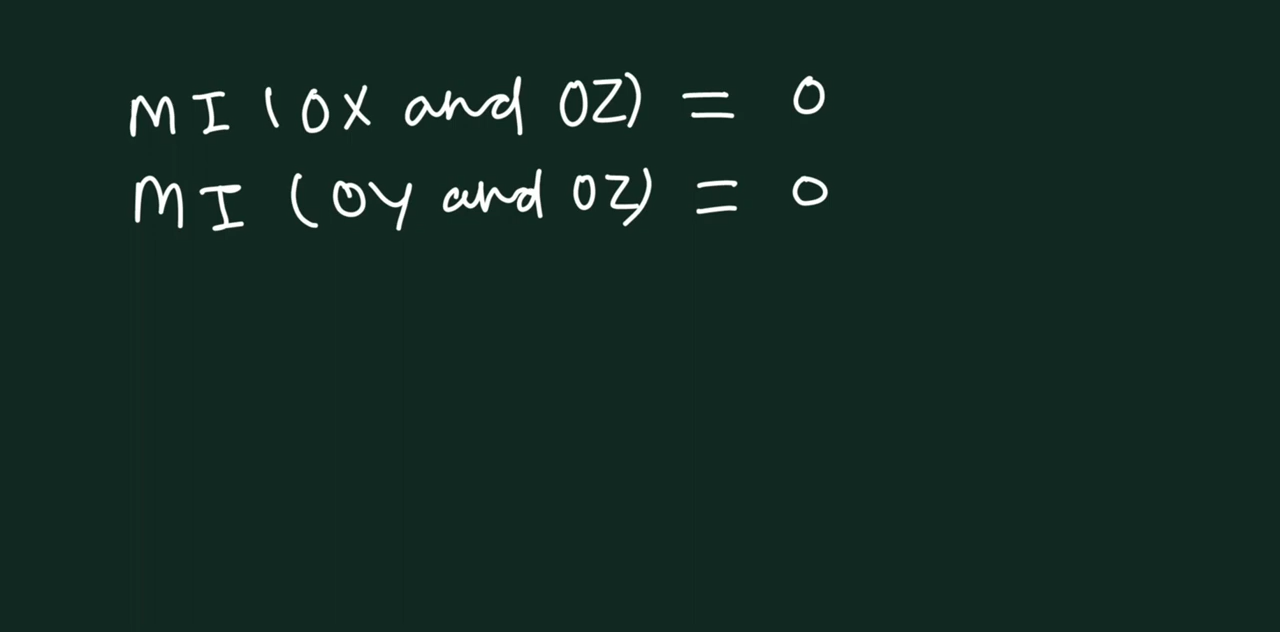 MI (OX and OZ) = 0
MI (OY and OZ) = 0